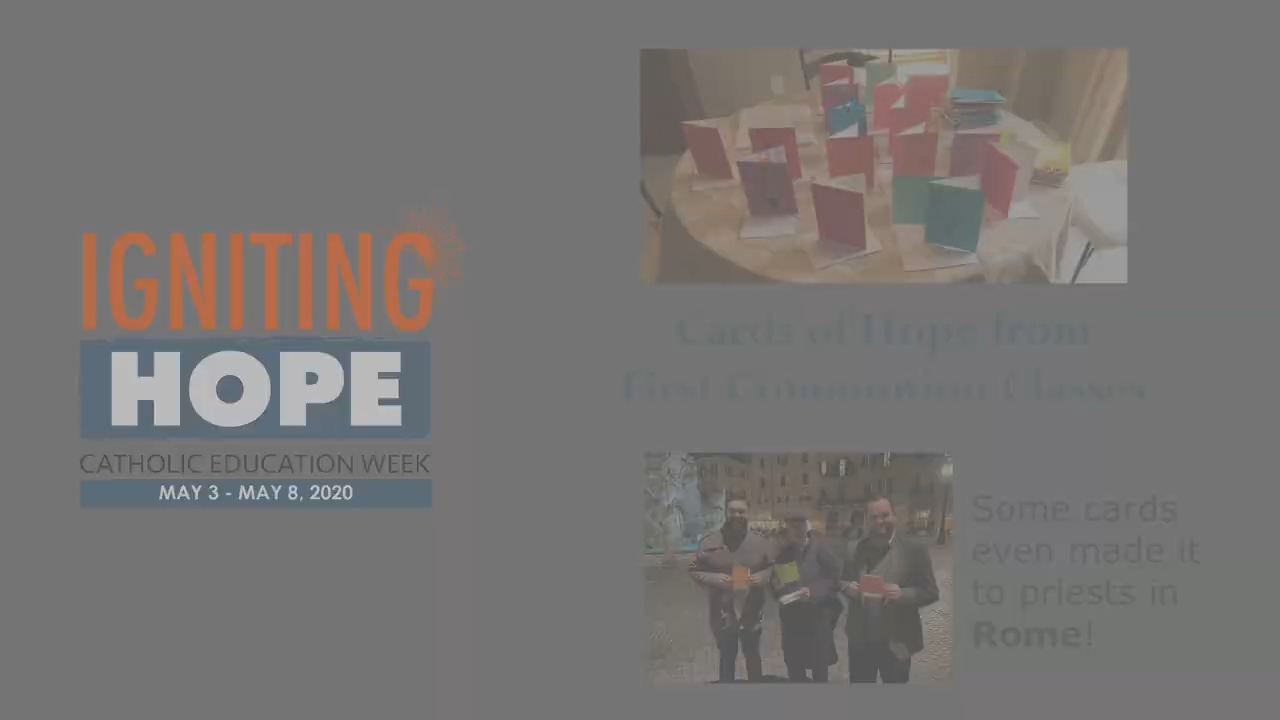 IGNITING
HOPE
CATHOLIC EDUCATION WEEK
MAY 3 - MAY 8, 2020
Cards of Hope from
First Communion Classes
Some cards
even made it
to priests in
Rome!